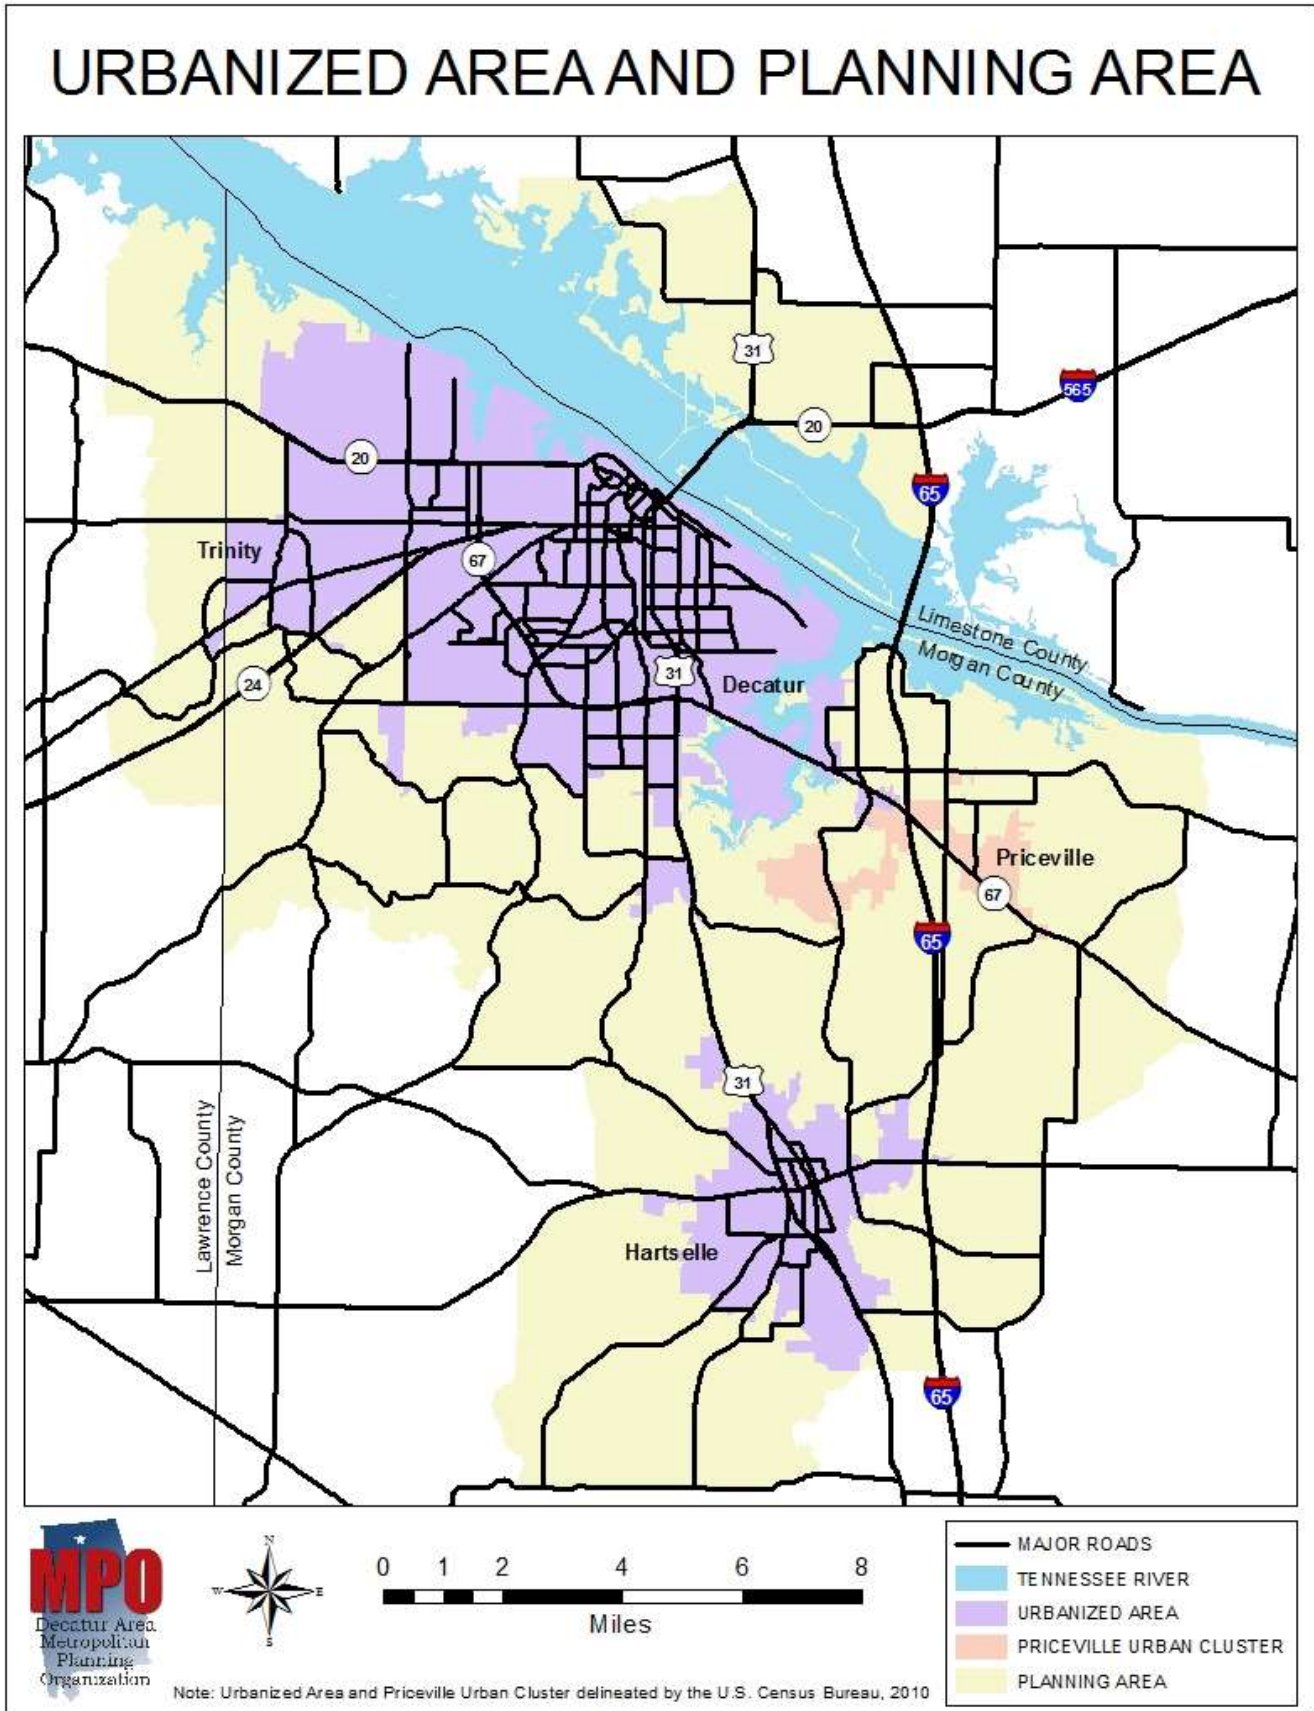 URBANIZED AREA AND PLANNING AREA
31
565
20
20
65
Trinity
67
Limestone County
Morgan County
31
24
Decatur
Priceville
67
65
31
Lawrence County
Morgan County
Hartselle
65
MPO
Decatur Area
Metropolitan
Planning
Organization
N
W
E
S
0 1 2 4 6 8
Miles
MAJOR ROADS
TENNESSEE RIVER
URBANIZED AREA
PRICEVILLE URBAN CLUSTER
PLANNING AREA
Note: Urbanized Area and Priceville Urban Cluster delineated by the U.S. Census Bureau, 2010